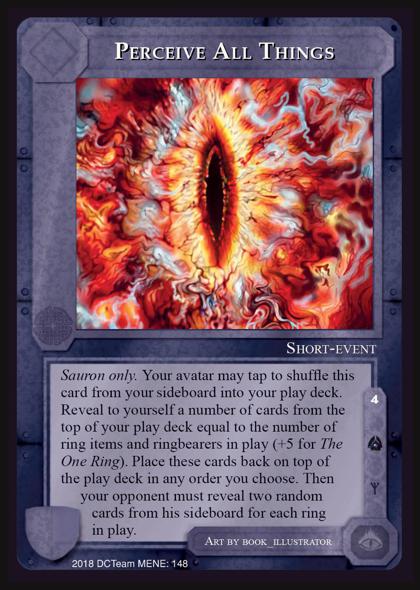 Perceive All Things
Short-event
Sauron only. Your avatar may tap to shuffle this
card from your sideboard into your play deck.
Reveal to yourself a number of cards from the
top of your play deck equal to the number of
ring items and ringbearers in play (+5 for The
One Ring). Place these cards back on top of
the play deck in any order you choose. Then
your opponent must reveal two random
cards from his sideboard for each ring
in play.
4
Art by book_illustrator
2018 DCTeam MENE: 148